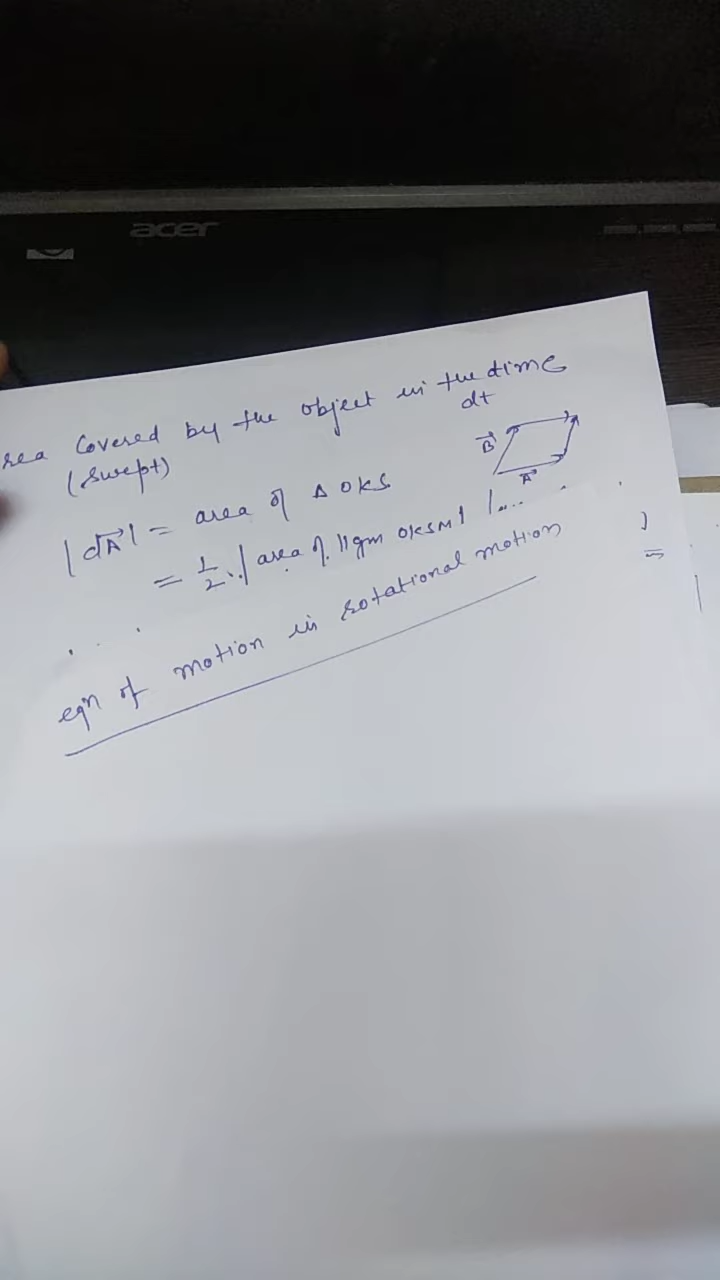 acer
rea covered by the object in the time
(swept) dt
|dA⃗| = area of Δ OKS
B⃗
A⃗
= 1/2 |area of ||gm OKSM|
eqn of motion in rotational motion